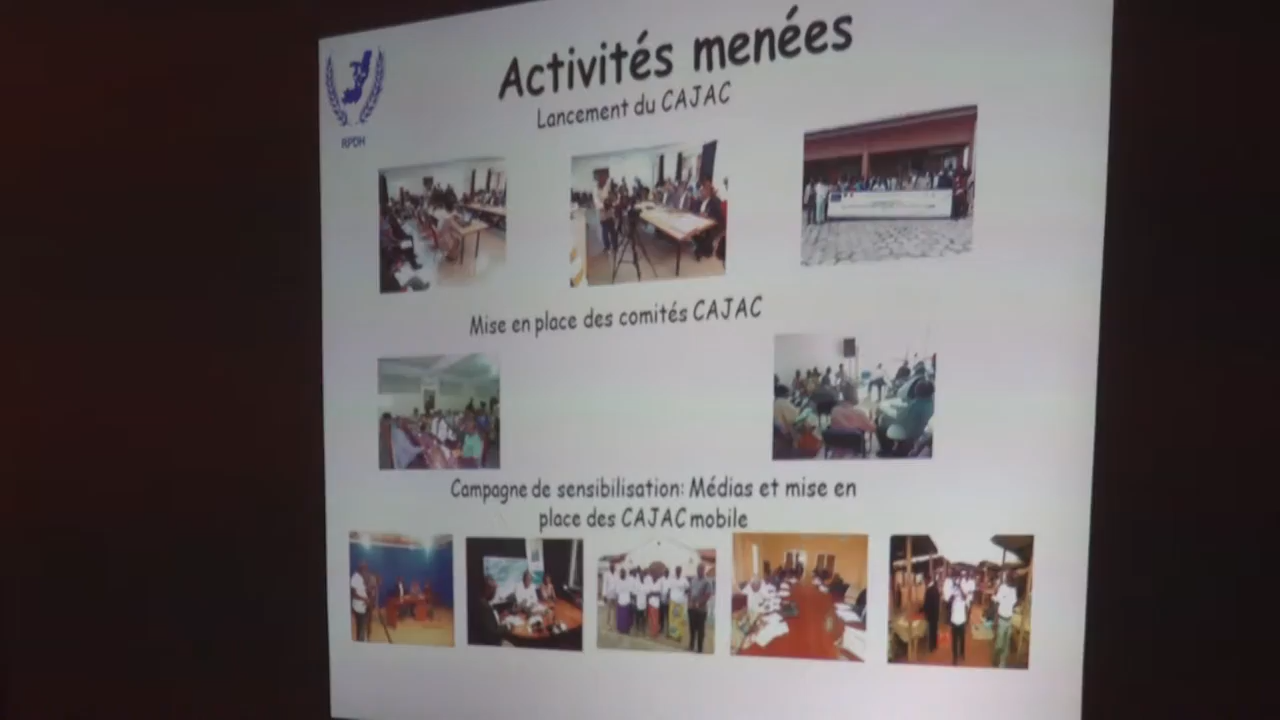 Activités menées
Lancement du CAJAC
RPDH
Mise en place des comités CAJAC
Campagne de sensibilisation: Médias et mise en
place des CAJAC mobile